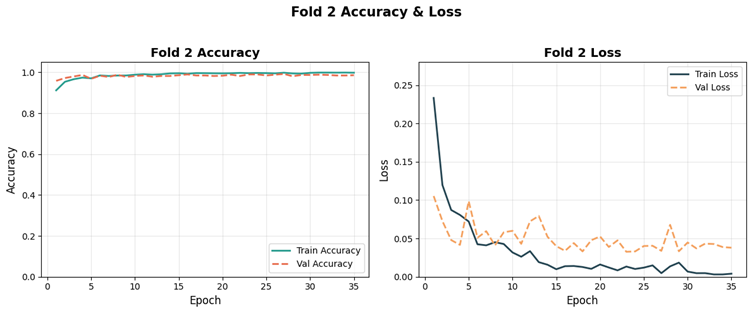 Fold 2 Accuracy & Loss
Fold 2 Accuracy
1.0
0.8
0.6
0.4
0.2
0.0
Accuracy
0 5 10 15 20 25 30 35
Epoch
Train Accuracy
Val Accuracy
Fold 2 Loss
0.25
0.20
0.15
0.10
0.05
0.00
Loss
0 5 10 15 20 25 30 35
Epoch
Train Loss
Val Loss